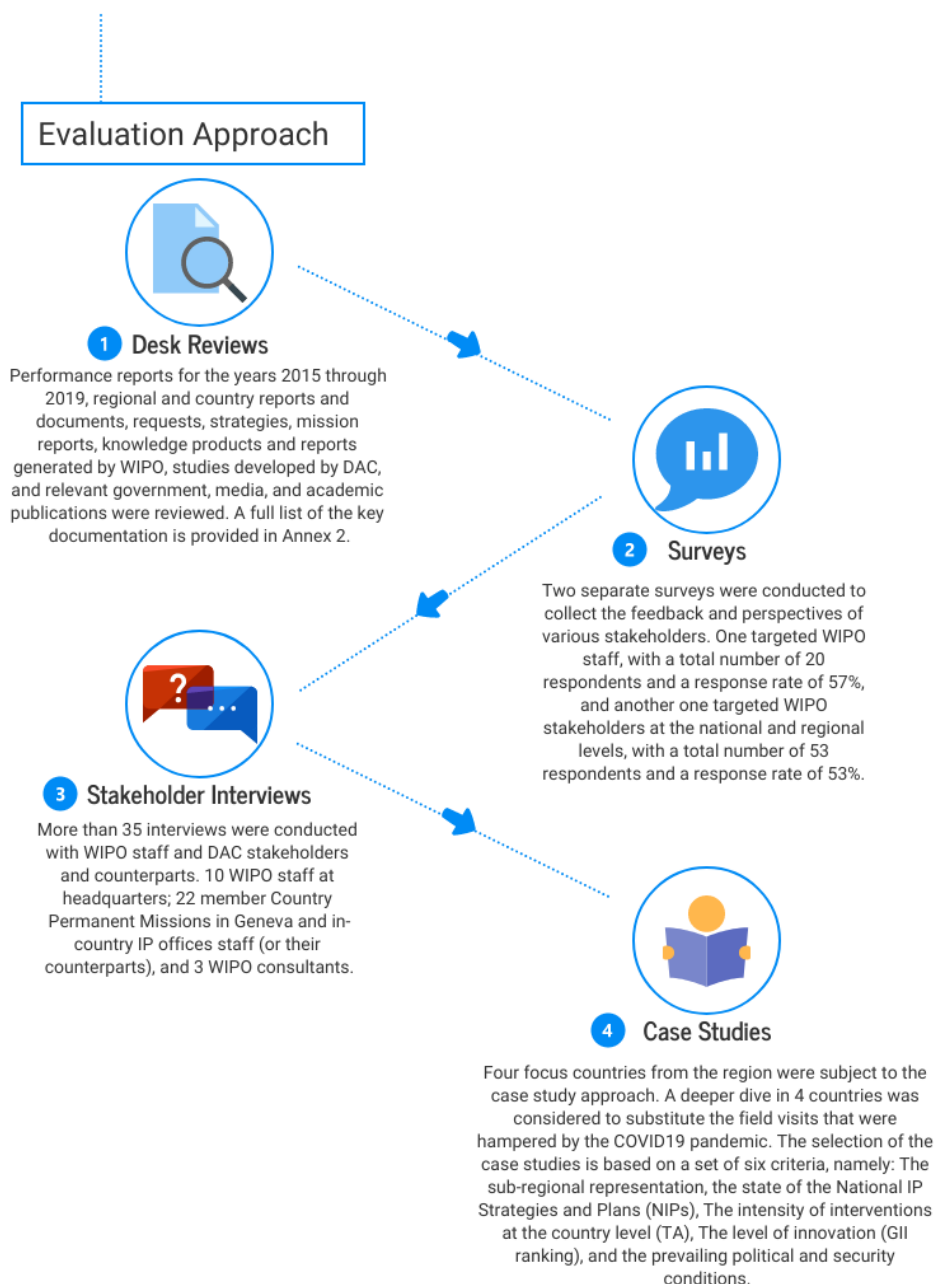 Evaluation Approach
1 Desk Reviews
Performance reports for the years 2015 through
2019, regional and country reports and
documents, requests, strategies, mission
reports, knowledge products and reports
generated by WIPO, studies developed by DAC,
and relevant government, media, and academic
publications were reviewed. A full list of the key
documentation is provided in Annex 2.
2 Surveys
Two separate surveys were conducted to
collect the feedback and perspectives of
various stakeholders. One targeted WIPO
staff, with a total number of 20
respondents and a response rate of 57%,
and another one targeted WIPO
stakeholders at the national and regional
levels, with a total number of 53
respondents and a response rate of 53%.
?
...
3 Stakeholder Interviews
More than 35 interviews were conducted
with WIPO staff and DAC stakeholders
and counterparts. 10 WIPO staff at
headquarters; 22 member Country
Permanent Missions in Geneva and in-
country IP offices staff (or their
counterparts), and 3 WIPO consultants.
4 Case Studies
Four focus countries from the region were subject to the
case study approach. A deeper dive in 4 countries was
considered to substitute the field visits that were
hampered by the COVID19 pandemic. The selection of the
case studies is based on a set of six criteria, namely: The
sub-regional representation, the state of the National IP
Strategies and Plans (NIPs), The intensity of interventions
at the country level (TA), The level of innovation (GII
ranking), and the prevailing political and security
conditions.